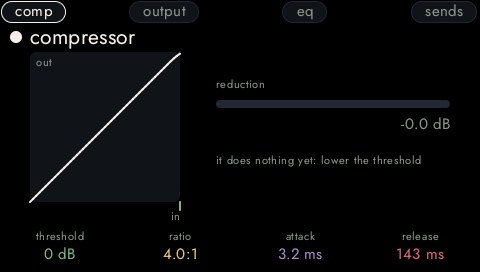 comp output eq sends
compressor
out
reduction
-0.0 dB
it does nothing yet: lower the threshold
in
threshold ratio attack release
0 dB 4.0:1 3.2 ms 143 ms